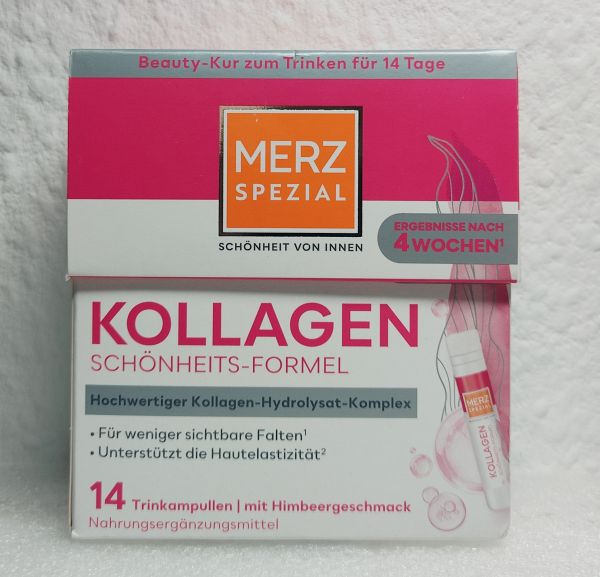 Beauty-Kur zum Trinken für 14 Tage
MERZ
SPEZIAL
SCHÖNHEIT VON INNEN
ERGEBNISSE NACH
4 WOCHEN¹
KOLLAGEN
SCHÖNHEITS-FORMEL
Hochwertiger Kollagen-Hydrolysat-Komplex
• Für weniger sichtbare Falten¹
• Unterstützt die Hautelastizität²
14 Trinkampullen | mit Himbeergeschmack
Nahrungsergänzungsmittel
MERZ
SPEZIAL
KOLLAGEN